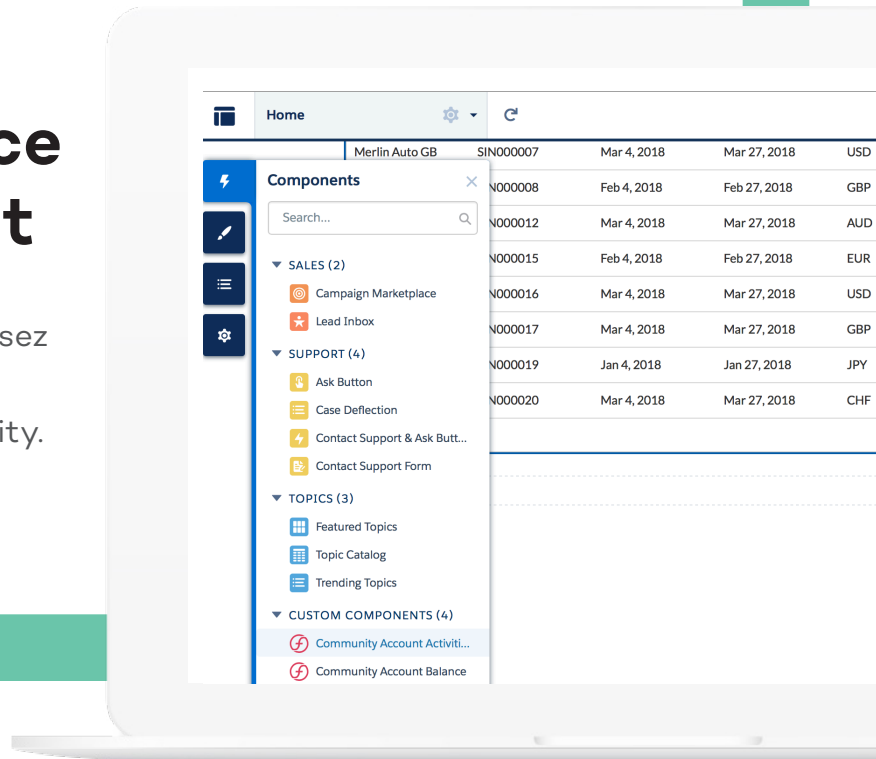 ce
t
sez
ity.
Home
Merlin Auto GB SIN000007 Mar 4, 2018 Mar 27, 2018 USD
N000008 Feb 4, 2018 Feb 27, 2018 GBP
N000012 Mar 4, 2018 Mar 27, 2018 AUD
N000015 Feb 4, 2018 Feb 27, 2018 EUR
N000016 Mar 4, 2018 Mar 27, 2018 USD
N000017 Mar 4, 2018 Mar 27, 2018 GBP
N000019 Jan 4, 2018 Jan 27, 2018 JPY
N000020 Mar 4, 2018 Mar 27, 2018 CHF
Components
Search...
SALES (2)
Campaign Marketplace
Lead Inbox
SUPPORT (4)
Ask Button
Case Deflection
Contact Support & Ask Butt...
Contact Support Form
TOPICS (3)
Featured Topics
Topic Catalog
Trending Topics
CUSTOM COMPONENTS (4)
Community Account Activiti...
Community Account Balance